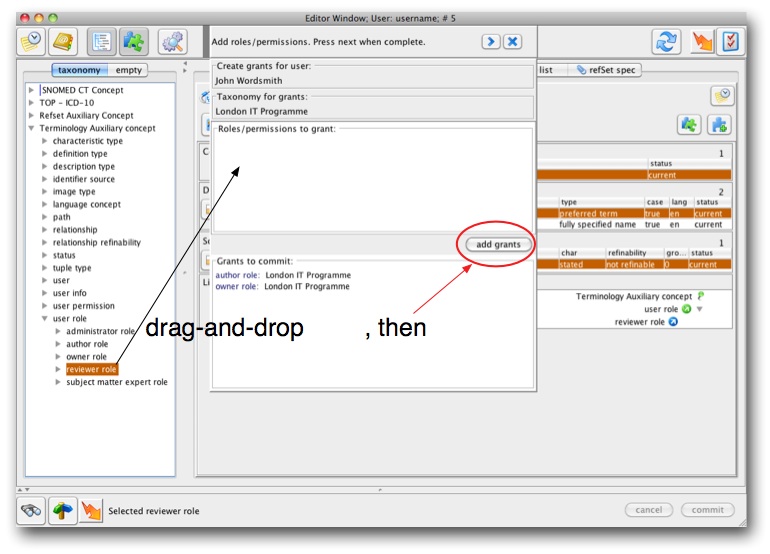 Editor Window; User: username; # 5
Add roles/permissions. Press next when complete.
list
refSet spec
taxonomy
empty
Create grants for user:
John Wordsmith
Taxonomy for grants:
London IT Programme
Roles/permissions to grant:
SNOMED CT Concept
TOP - ICD-10
Refset Auxiliary Concept
Terminology Auxiliary concept
characteristic type
definition type
description type
identifier source
image type
language concept
path
relationship
relationship refinability
status
tuple type
user
user info
user permission
user role
administrator role
author role
owner role
reviewer role
subject matter expert role
C
1
status
current
D
2
type case lang status
preferred term true en current
fully specified name true en current
add grants
So
1
char refinability gro... status
stated not refinable 0 current
Grants to commit:
author role: London IT Programme
owner role: London IT Programme
Li
Terminology Auxiliary concept
user role
reviewer role
drag-and-drop , then
Selected reviewer role
cancel
commit